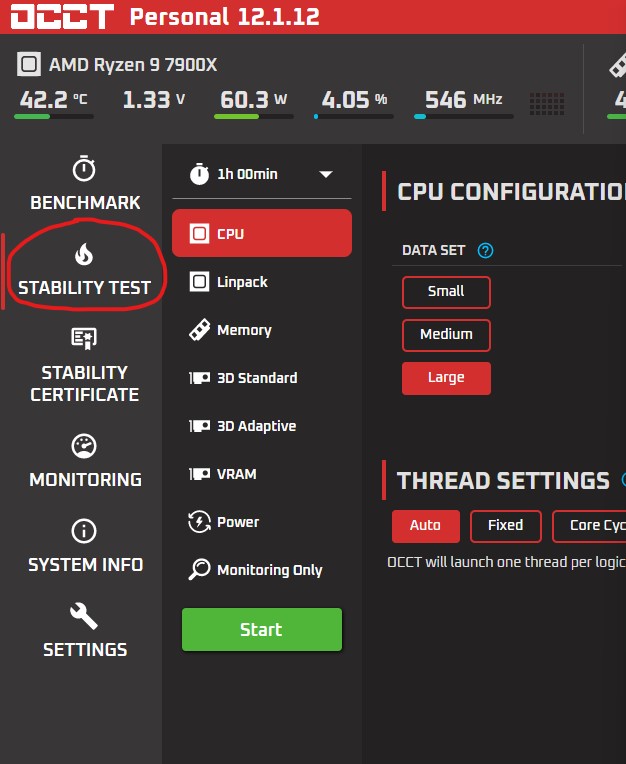 OCCT Personal 12.1.12
AMD Ryzen 9 7900X
42.2 °C 1.33 V 60.3 W 4.05 % 546 MHz
BENCHMARK
STABILITY TEST
STABILITY
CERTIFICATE
MONITORING
SYSTEM INFO
SETTINGS
1h 00min
CPU
Linpack
Memory
3D Standard
3D Adaptive
VRAM
Power
Monitoring Only
Start
CPU CONFIGURATIO
DATA SET ?
Small
Medium
Large
THREAD SETTINGS
Auto Fixed Core Cyc
OCCT will launch one thread per logic